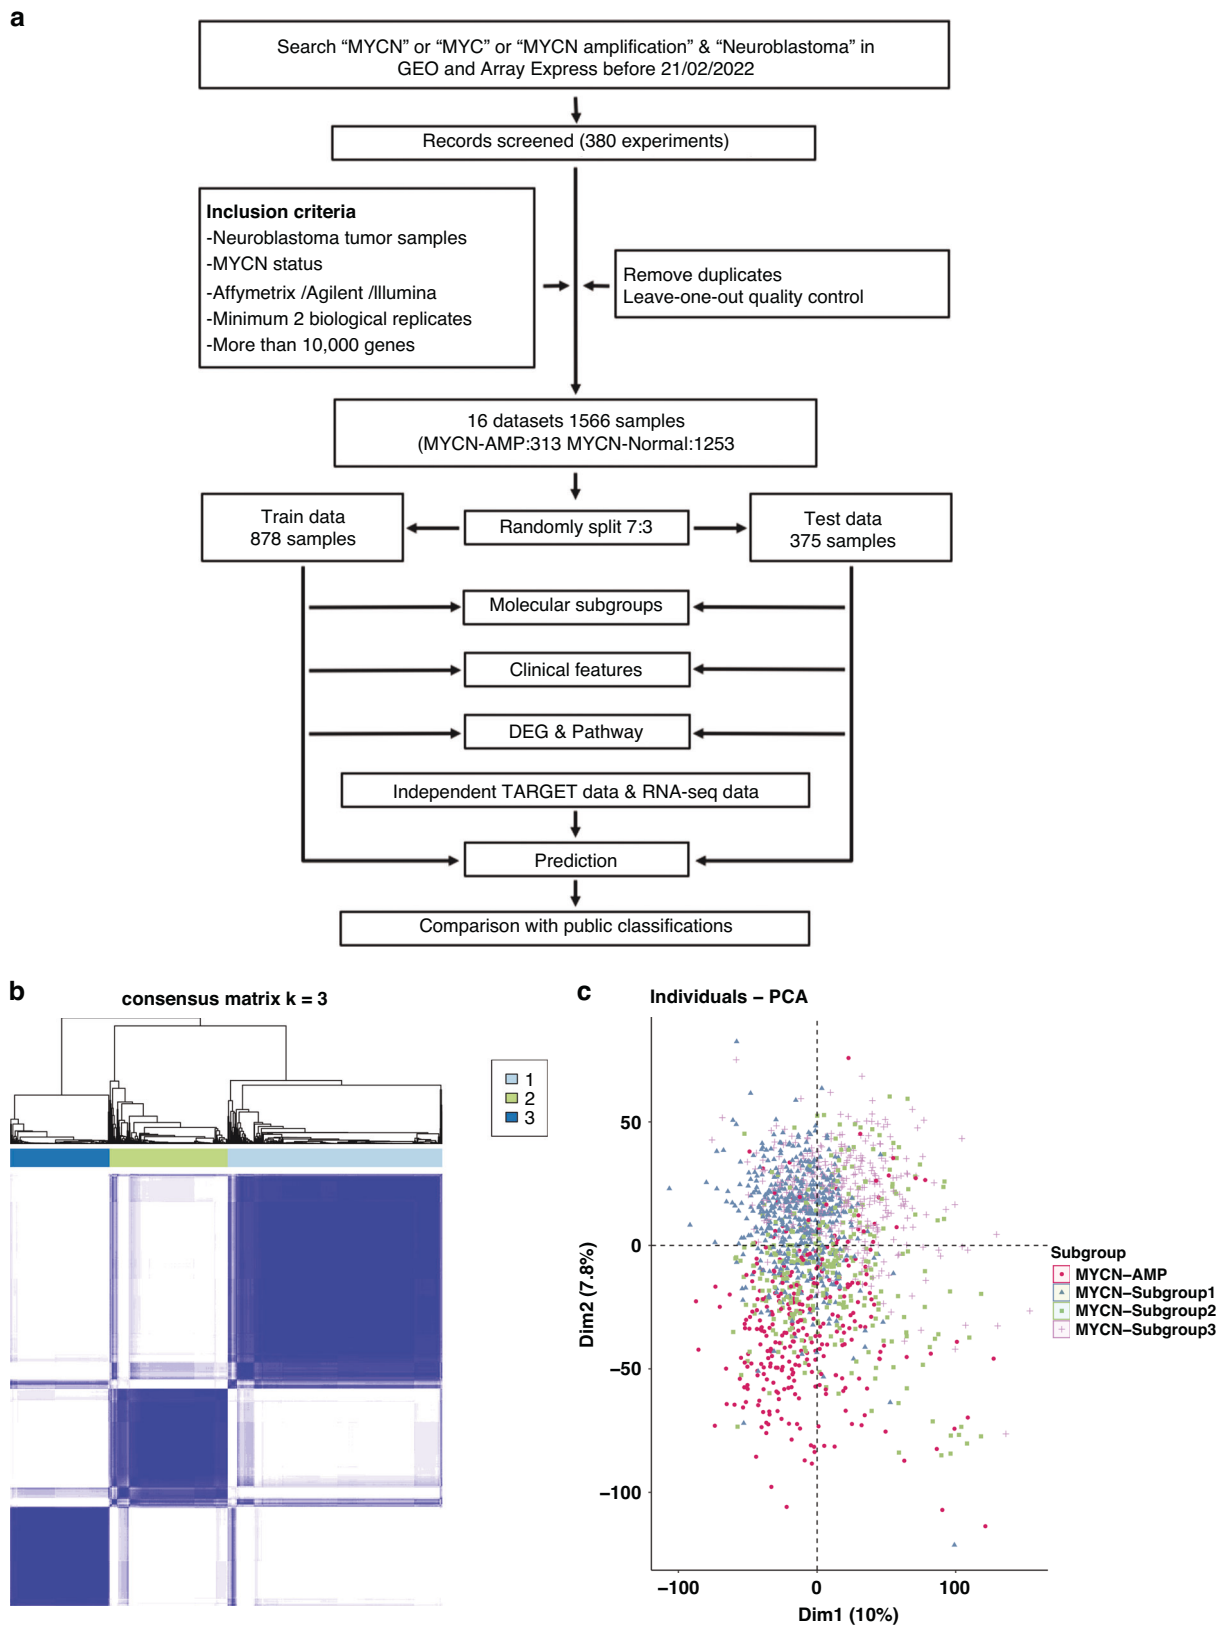 a
Search “MYCN” or “MYC” or “MYCN amplification” & “Neuroblastoma” in
GEO and Array Express before 21/02/2022
Records screened (380 experiments)
Inclusion criteria
-Neuroblastoma tumor samples
-MYCN status
-Affymetrix /Agilent /Illumina
-Minimum 2 biological replicates
-More than 10,000 genes
Remove duplicates
Leave-one-out quality control
16 datasets 1566 samples
(MYCN-AMP:313 MYCN-Normal:1253
Train data
878 samples
Randomly split 7:3
Test data
375 samples
Molecular subgroups
Clinical features
DEG & Pathway
Independent TARGET data & RNA-seq data
Prediction
Comparison with public classifications
b
consensus matrix k = 3
1
2
3
c
Individuals – PCA
50
0
−50
−100
Dim2 (7.8%)
−100
0
100
Dim1 (10%)
Subgroup
MYCN−AMP
MYCN−Subgroup1
MYCN−Subgroup2
MYCN−Subgroup3